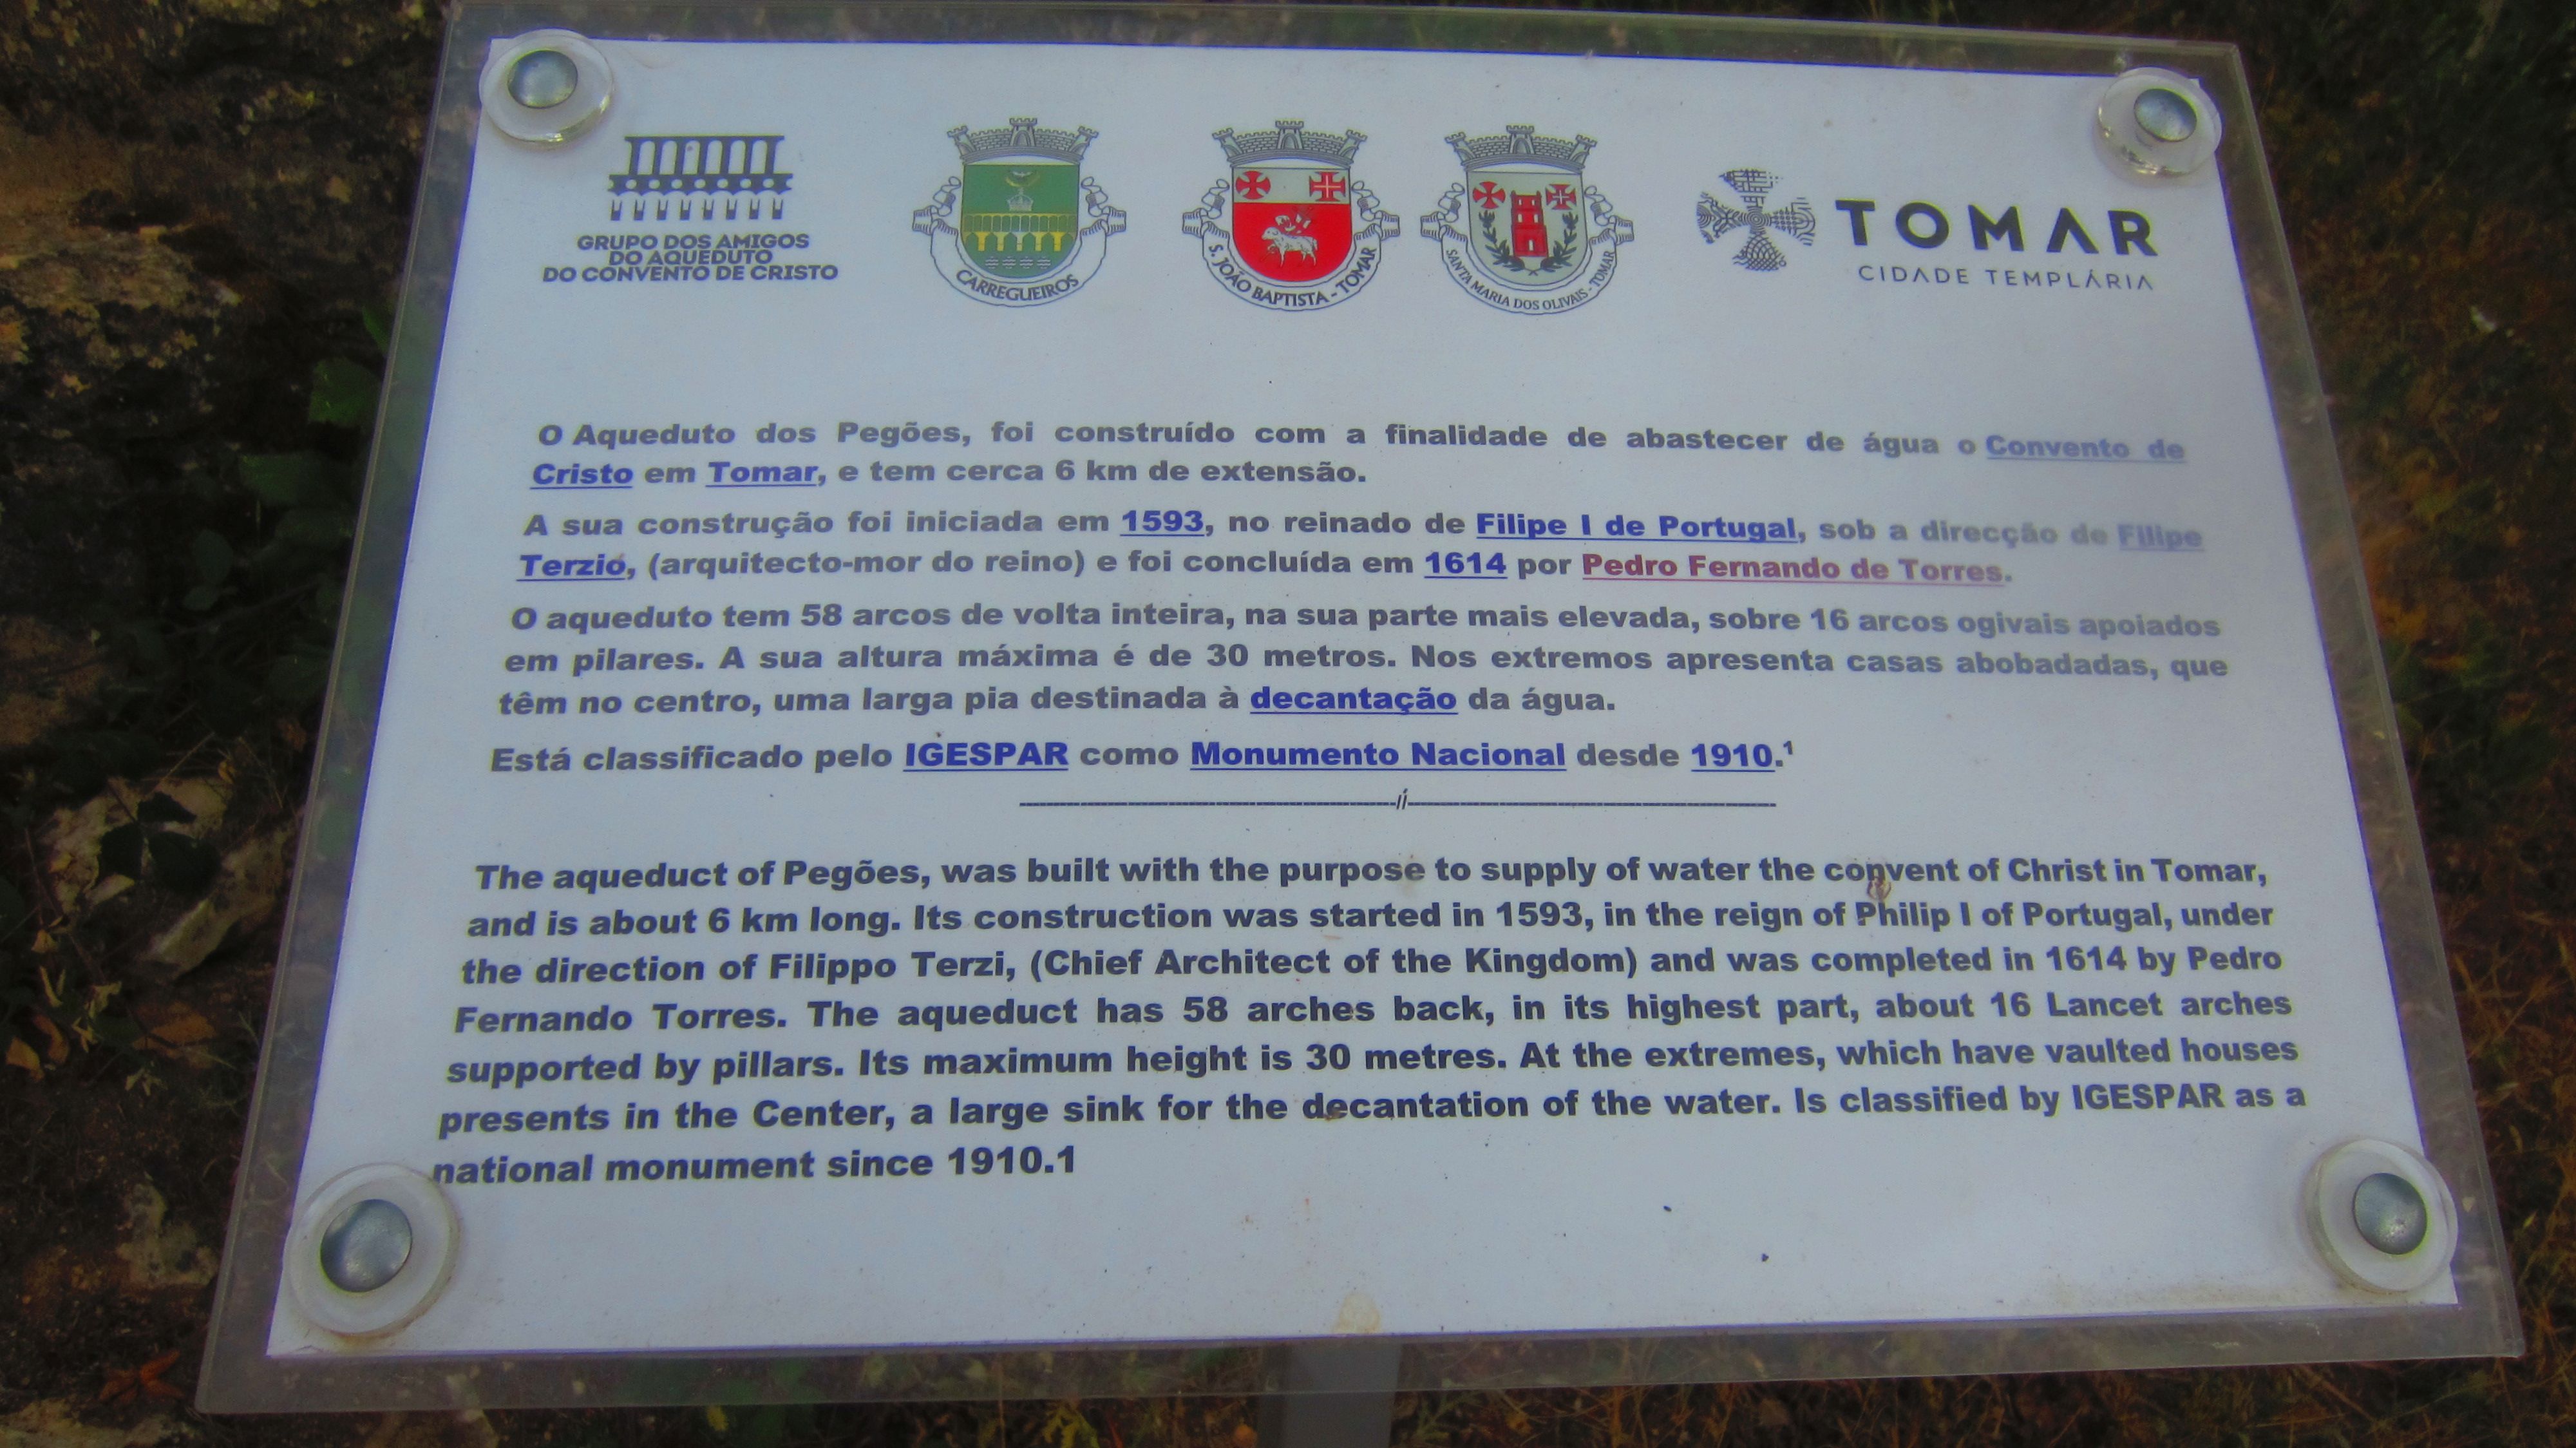 GRUPO DOS AMIGOS
DO AQUEDUTO
DO CONVENTO DE CRISTO
CARREGUEIROS
S. JOÃO BAPTISTA - TOMAR
SANTA MARIA DOS OLIVAIS - TOMAR
TOMAR
CIDADE TEMPLÁRIA
O Aqueduto dos Pegões, foi construído com a finalidade de abastecer de água o Convento de
Cristo em Tomar, e tem cerca 6 km de extensão.
A sua construção foi iniciada em 1593, no reinado de Filipe I de Portugal, sob a direcção de Filipe
Terzio, (arquitecto-mor do reino) e foi concluída em 1614 por Pedro Fernando de Torres.
O aqueduto tem 58 arcos de volta inteira, na sua parte mais elevada, sobre 16 arcos ogivais apoiados
em pilares. A sua altura máxima é de 30 metros. Nos extremos apresenta casas abobadadas, que
têm no centro, uma larga pia destinada à decantação da água.
Está classificado pelo IGESPAR como Monumento Nacional desde 1910.¹
The aqueduct of Pegões, was built with the purpose to supply of water the convent of Christ in Tomar,
and is about 6 km long. Its construction was started in 1593, in the reign of Philip I of Portugal, under
the direction of Filippo Terzi, (Chief Architect of the Kingdom) and was completed in 1614 by Pedro
Fernando Torres. The aqueduct has 58 arches back, in its highest part, about 16 Lancet arches
supported by pillars. Its maximum height is 30 metres. At the extremes, which have vaulted houses
presents in the Center, a large sink for the decantation of the water. Is classified by IGESPAR as a
national monument since 1910.1